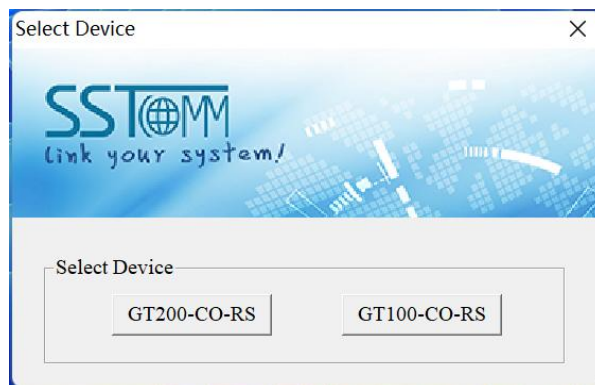 Select Device
SSTCOMM
Link your system!
Select Device
GT200-CO-RS
GT100-CO-RS